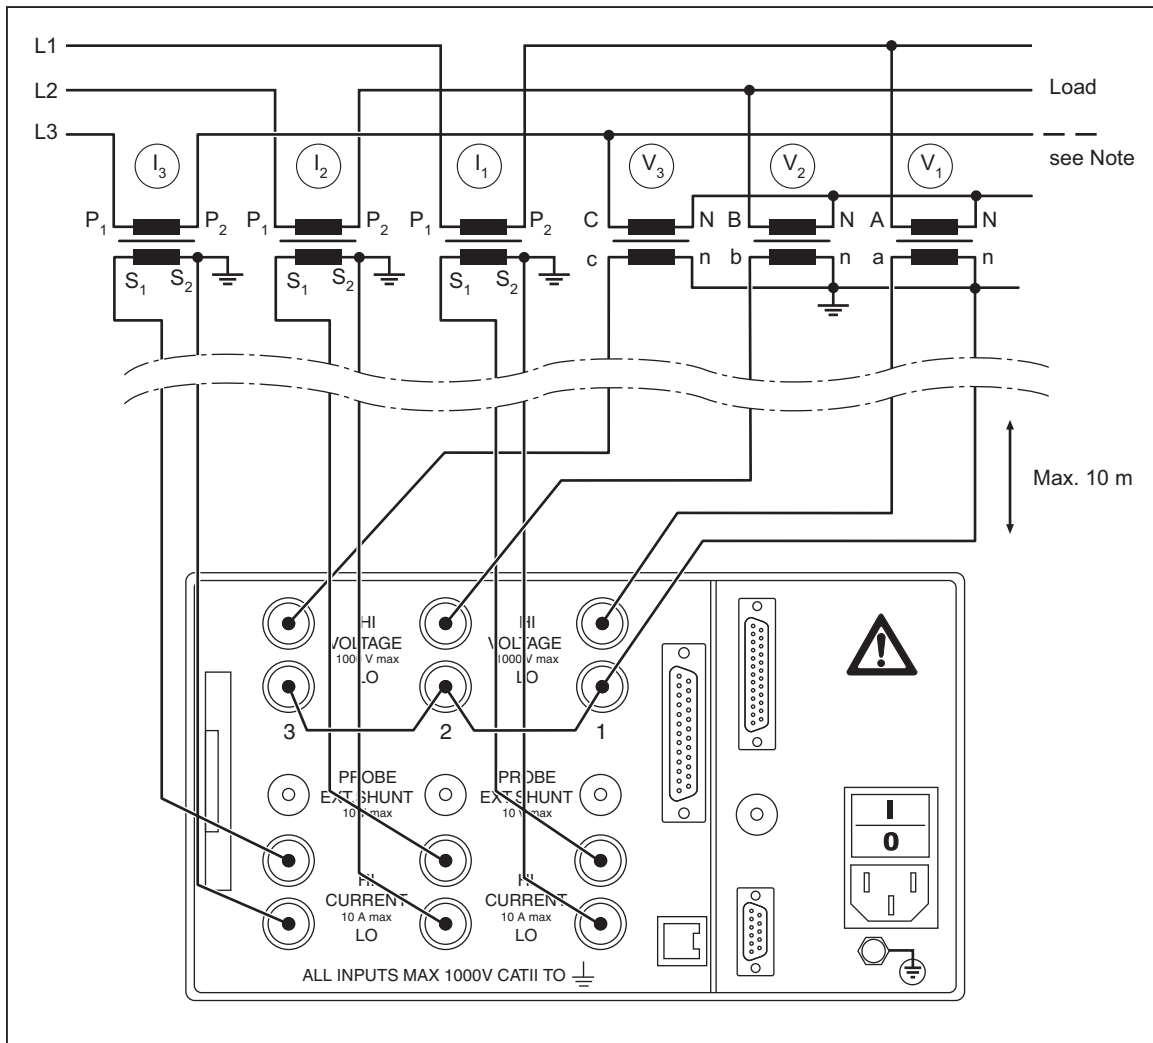 L1
L2
Load
L3
see Note
I3
I2
I1
V3
V2
V1
P1 P2 P1 P2 P1 P2 C N B N A N
S1 S2 S1 S2 S1 S2 c n b n a n
Max. 10 m
HI HI
VOLTAGE VOLTAGE
1000 V max 1000 V max
LO LO
3 2 1
PROBE PROBE
EXT.SHUNT EXT.SHUNT
10 V max 10 V max
I
0
HI HI
CURRENT CURRENT
10 A max 10 A max
LO LO
ALL INPUTS MAX 1000V CATII TO